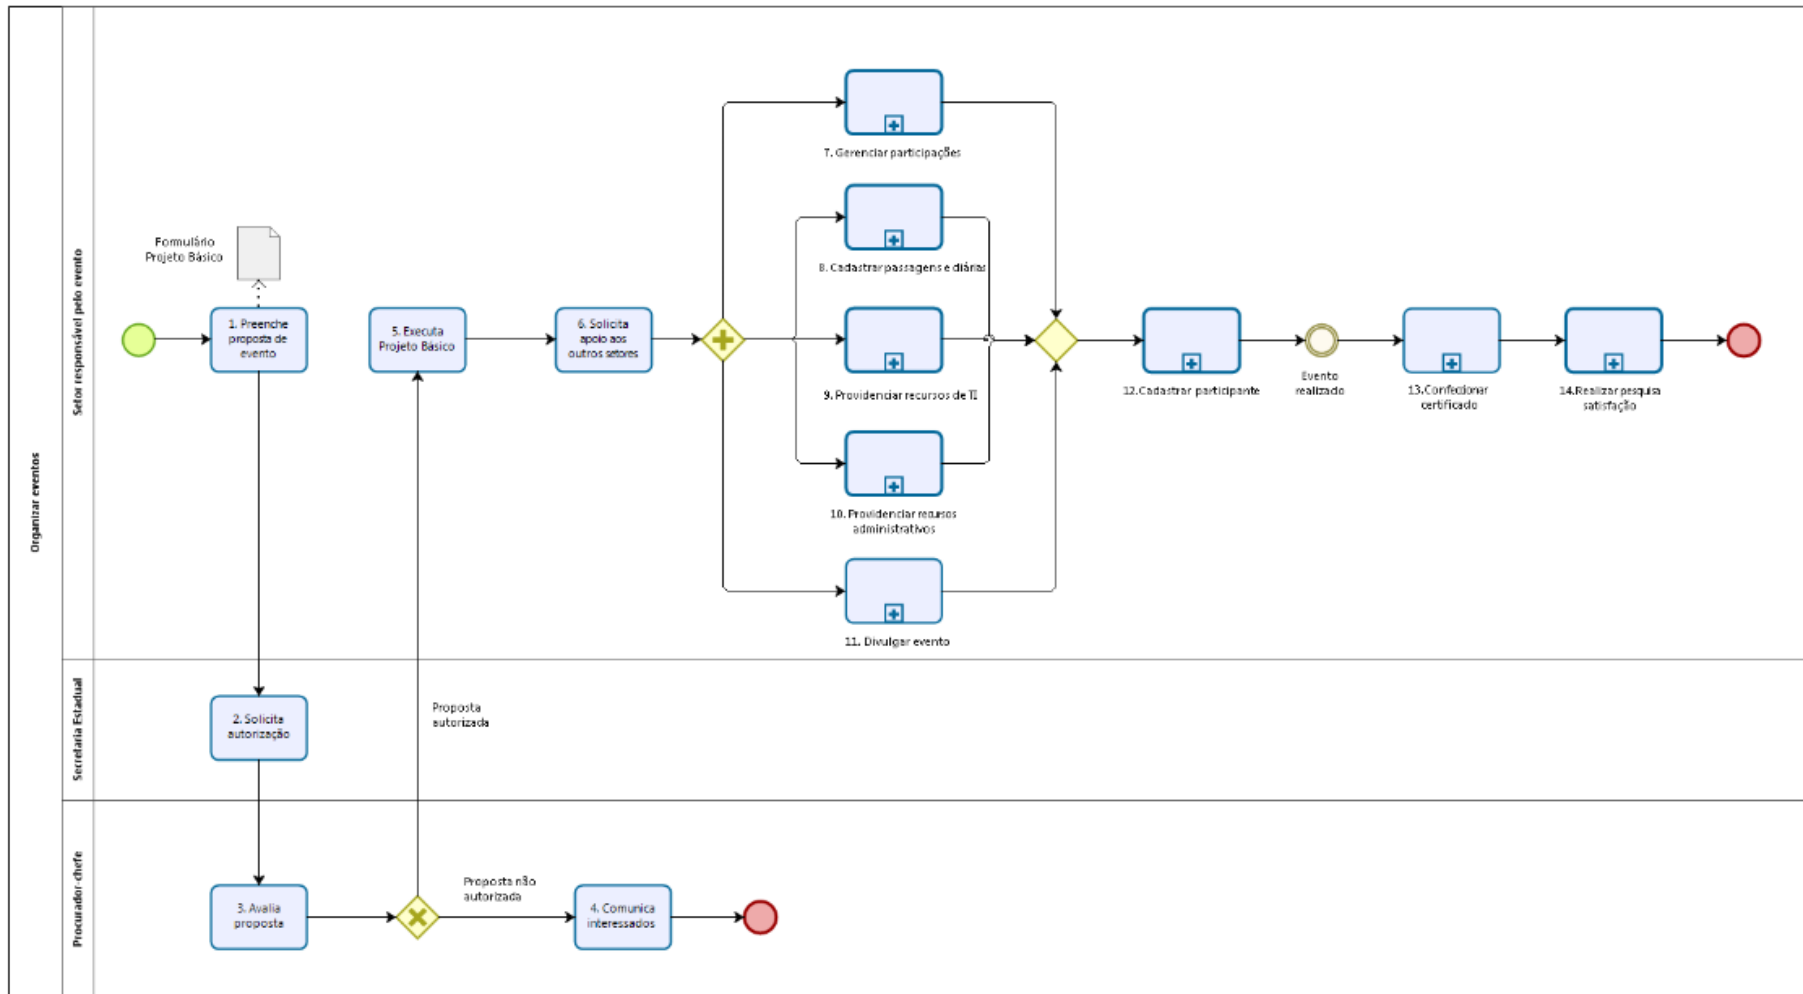 Organizar eventos
Setor responsável pelo evento
Formulário
Projeto Básico
1. Preenche
proposta de
evento
5. Executa
Projeto Básico
6. Solicita
apoio aos
outros setores
7. Gerenciar participações
8. Cadastrar passagens e diárias
9. Providenciar recursos de TI
10. Providenciar recursos
administrativos
11. Divulgar evento
12.Cadastrar participante
Evento
realizado
13.Confeccionar
certificado
14.Realizar pesquisa
satisfação
Secretaria Estadual
2. Solicita
autorização
Proposta
autorizada
Procurador-chefe
3. Avalia
proposta
Proposta não
autorizada
4. Comunica
interessados